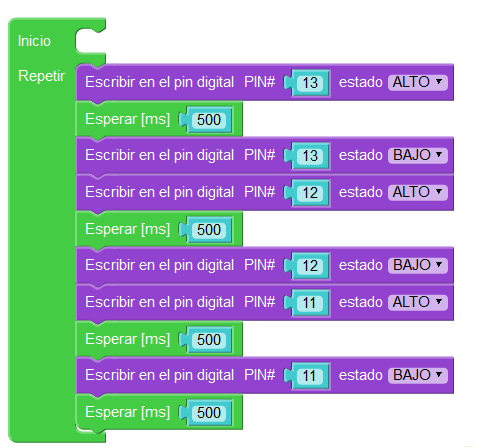 Inicio
Repetir
Escribir en el pin digital PIN# 13 estado ALTO
Esperar [ms] 500
Escribir en el pin digital PIN# 13 estado BAJO
Escribir en el pin digital PIN# 12 estado ALTO
Esperar [ms] 500
Escribir en el pin digital PIN# 12 estado BAJO
Escribir en el pin digital PIN# 11 estado ALTO
Esperar [ms] 500
Escribir en el pin digital PIN# 11 estado BAJO
Esperar [ms] 500